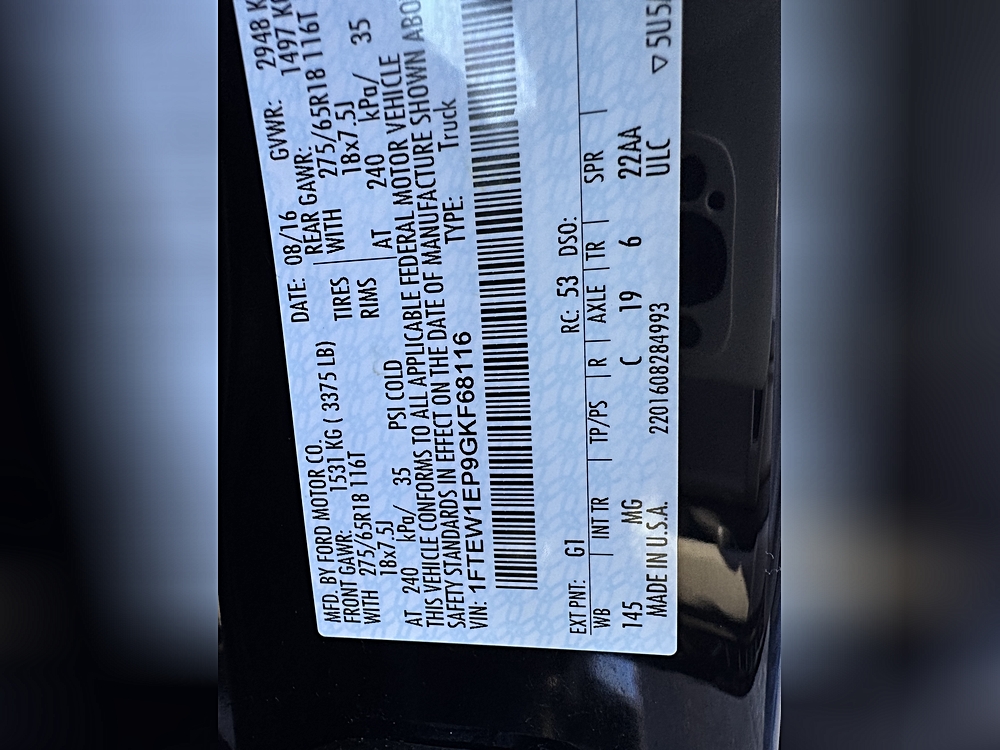 MFD. BY FORD MOTOR CO. DATE: 08/16 GVWR: 2948 K
FRONT GAWR: 1531 KG ( 3375 LB) REAR GAWR: 1497 K
WITH 275/65R18 116T TIRES WITH 275/65R18 116T
18x7.5J RIMS 18x7.5J
AT 240 kPa/ 35 PSI COLD AT 240 kPa/ 35
THIS VEHICLE CONFORMS TO ALL APPLICABLE FEDERAL MOTOR VEHICLE
SAFETY STANDARDS IN EFFECT ON THE DATE OF MANUFACTURE SHOWN ABO
VIN: 1FTEW1EP9GKF68116 TYPE: Truck
EXT PNT: G1 RC: 53 DSO:
WB INT TR TP/PS R AXLE TR SPR
145 MG C 19 6 22AA
MADE IN U.S.A. 2201608284993 ULC ▽ 5U5